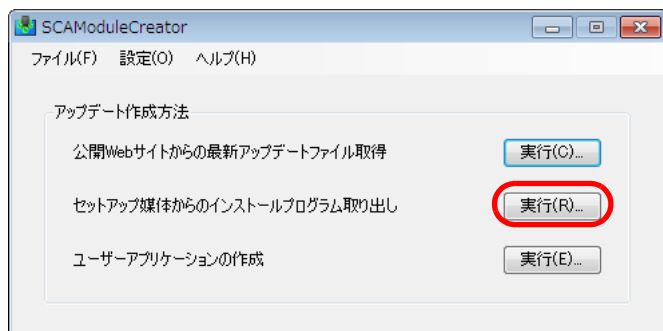 SCAModuleCreator
ファイル(F) 設定(O) ヘルプ(H)
アップデート作成方法
公開Webサイトからの最新アップデートファイル取得 実行(C)...
セットアップ媒体からのインストールプログラム取り出し 実行(R)...
ユーザーアプリケーションの作成 実行(E)...